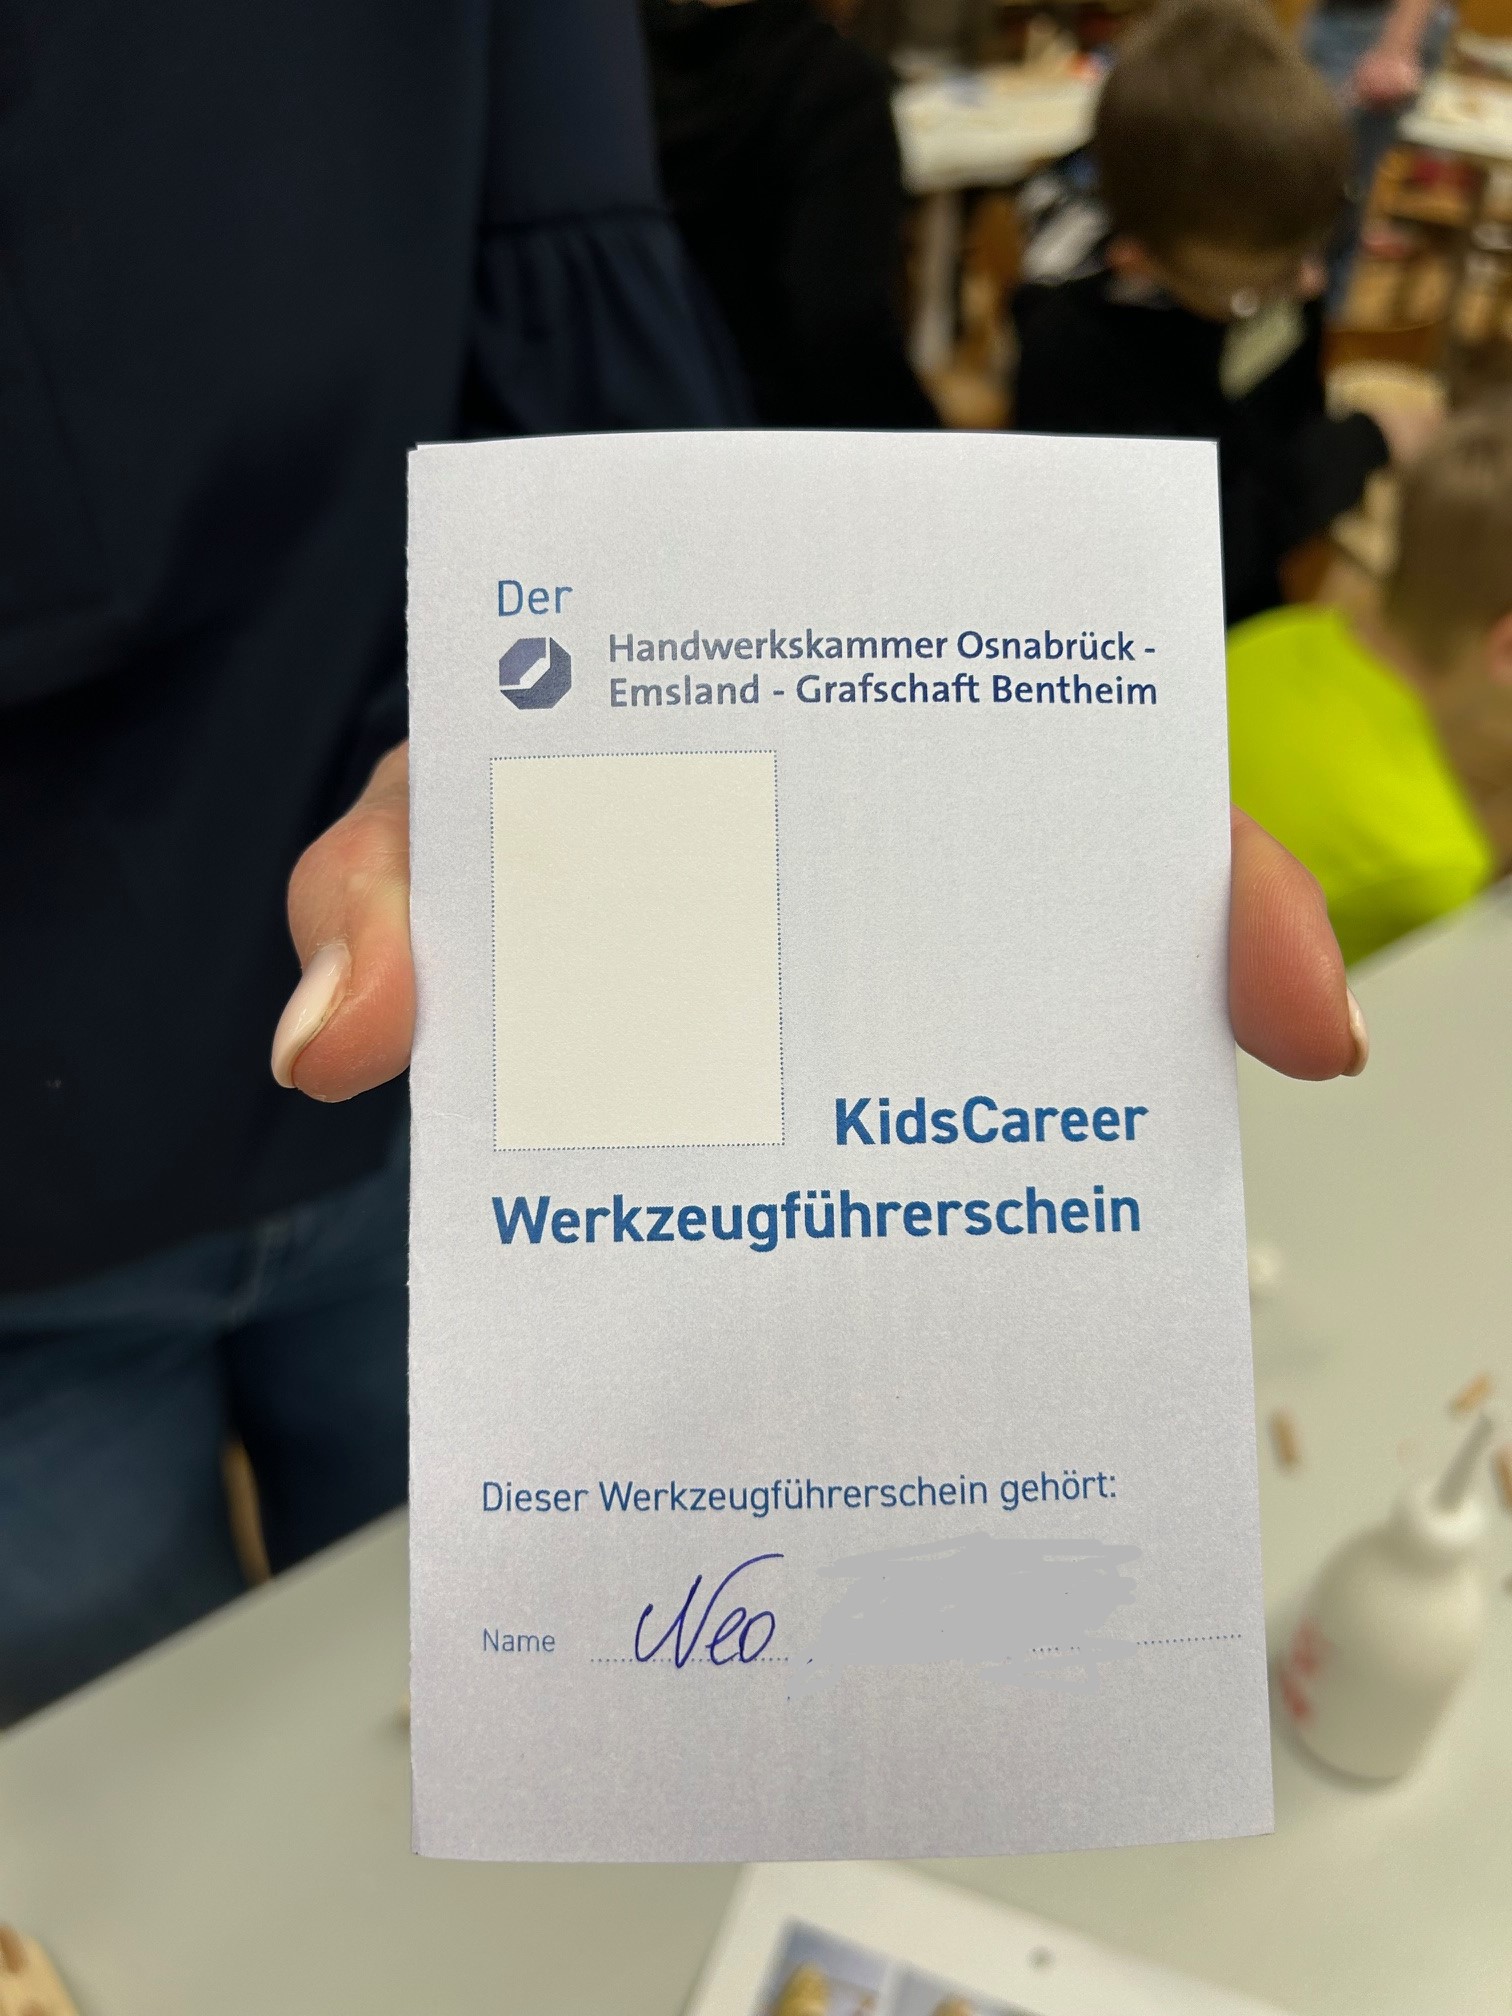 Der
Handwerkskammer Osnabrück -
Emsland - Grafschaft Bentheim
KidsCareer
Werkzeugführerschein
Dieser Werkzeugführerschein gehört:
Name Neo